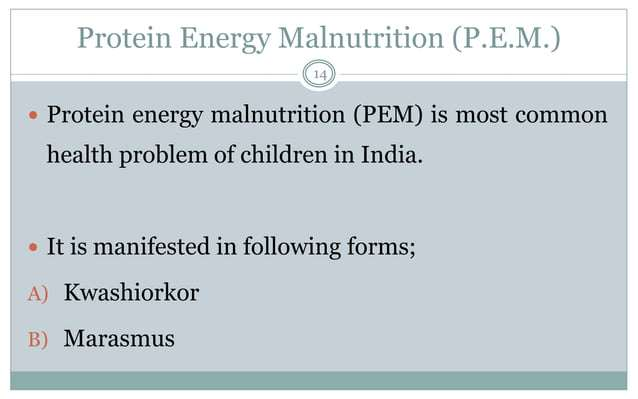 Protein Energy Malnutrition (P.E.M.)
14
• Protein energy malnutrition (PEM) is most common
health problem of children in India.
• It is manifested in following forms;
A) Kwashiorkor
B) Marasmus